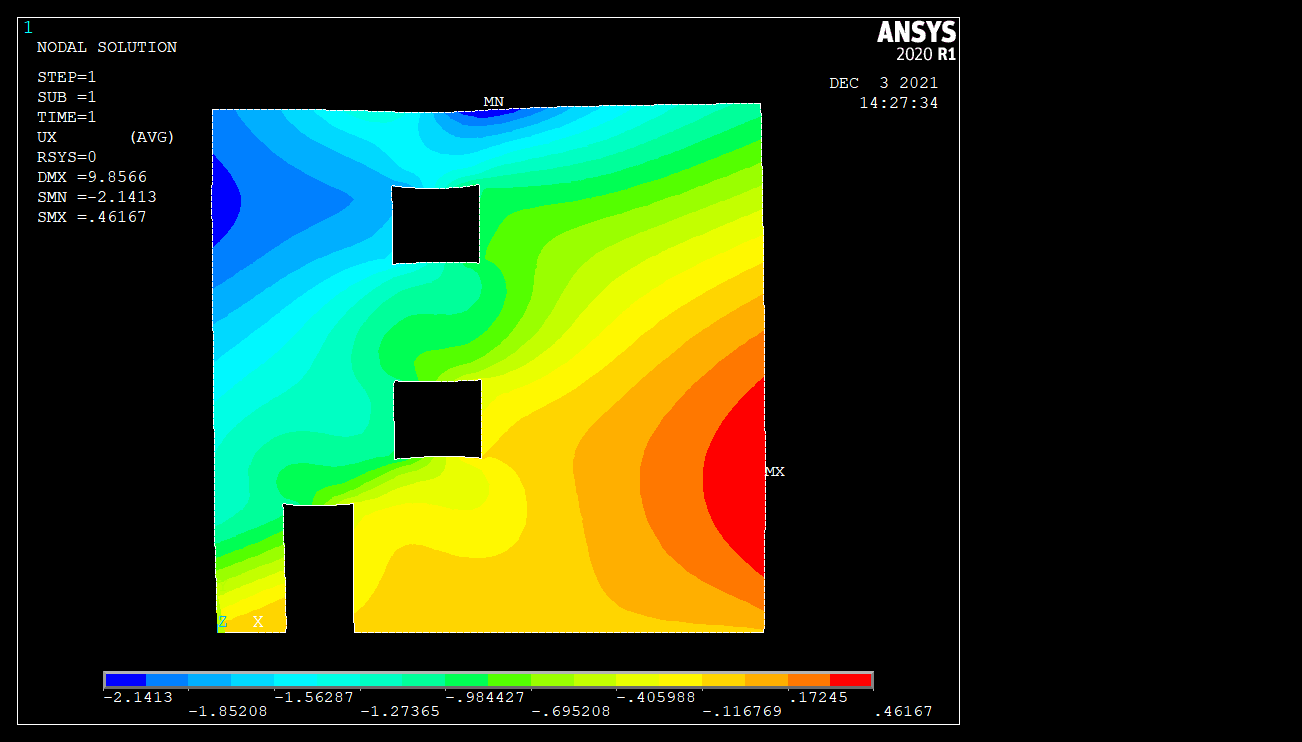 1
ANSYS
2020 R1
NODAL SOLUTION
STEP=1
SUB =1
TIME=1
UX (AVG)
RSYS=0
DMX =9.8566
SMN =-2.1413
SMX =.46167
DEC 3 2021
14:27:34
MN
MX
Z X
-2.1413 -1.56287 -.984427 -.405988 .17245
-1.85208 -1.27365 -.695208 -.116769 .46167